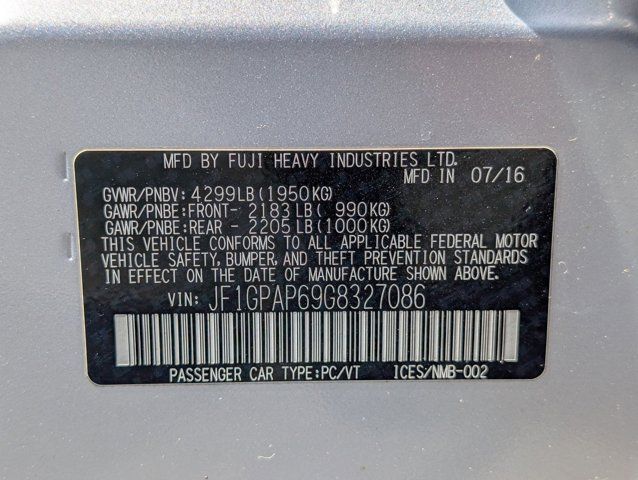 MFD BY FUJI HEAVY INDUSTRIES LTD.
MFD IN 07/16
GVWR/PNBV: 4299LB (1950KG)
GAWR/PNBE:FRONT- 2183 LB ( 990KG)
GAWR/PNBE:REAR - 2205 LB (1000KG)
THIS VEHICLE CONFORMS TO ALL APPLICABLE FEDERAL MOTOR
VEHICLE SAFETY, BUMPER, AND THEFT PREVENTION STANDARDS
IN EFFECT ON THE DATE OF MANUFACTURE SHOWN ABOVE.
VIN: JF1GPAP69G8327086
PASSENGER CAR TYPE:PC/VT ICES/NMB-002